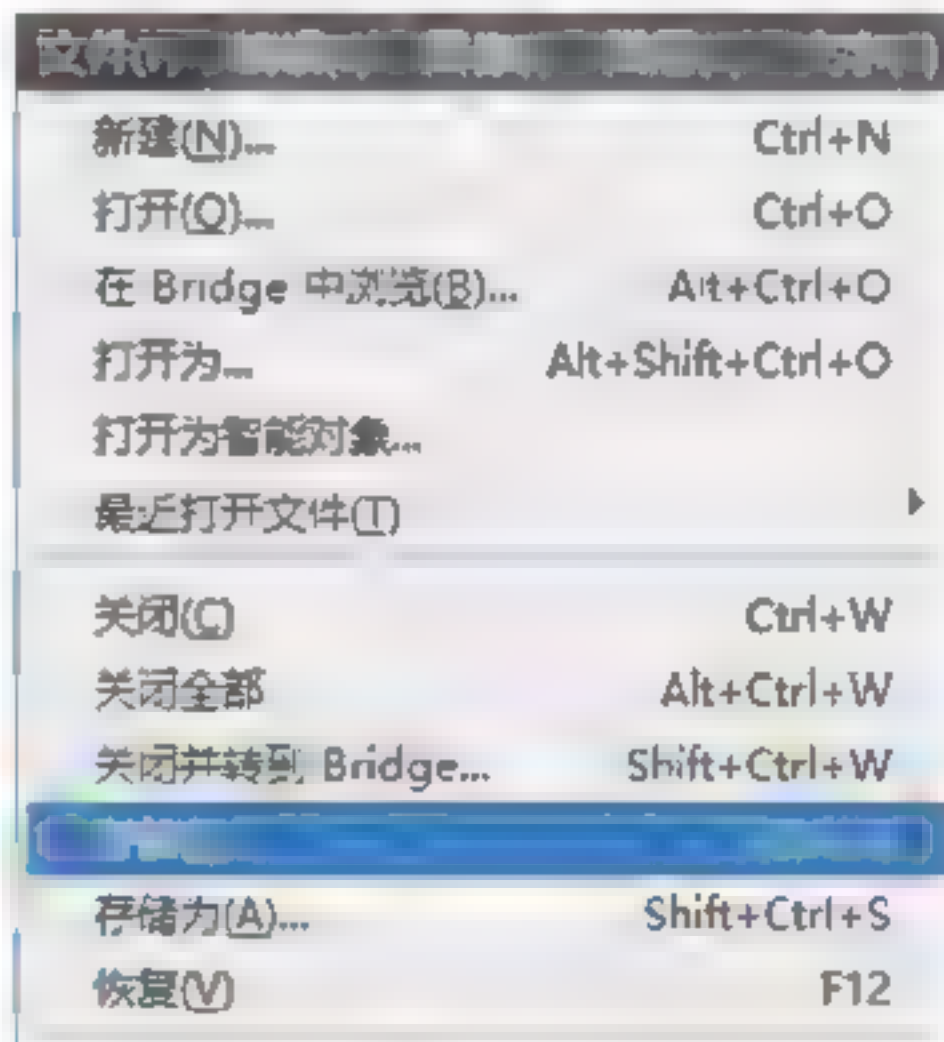 文件(F)
新建(N)... Ctrl+N
打开(O)... Ctrl+O
在 Bridge 中浏览(B)... Alt+Ctrl+O
打开为... Alt+Shift+Ctrl+O
打开为智能对象...
最近打开文件(T)
关闭(C) Ctrl+W
关闭全部 Alt+Ctrl+W
关闭并转到 Bridge... Shift+Ctrl+W
存储为(A)... Shift+Ctrl+S
恢复(V) F12